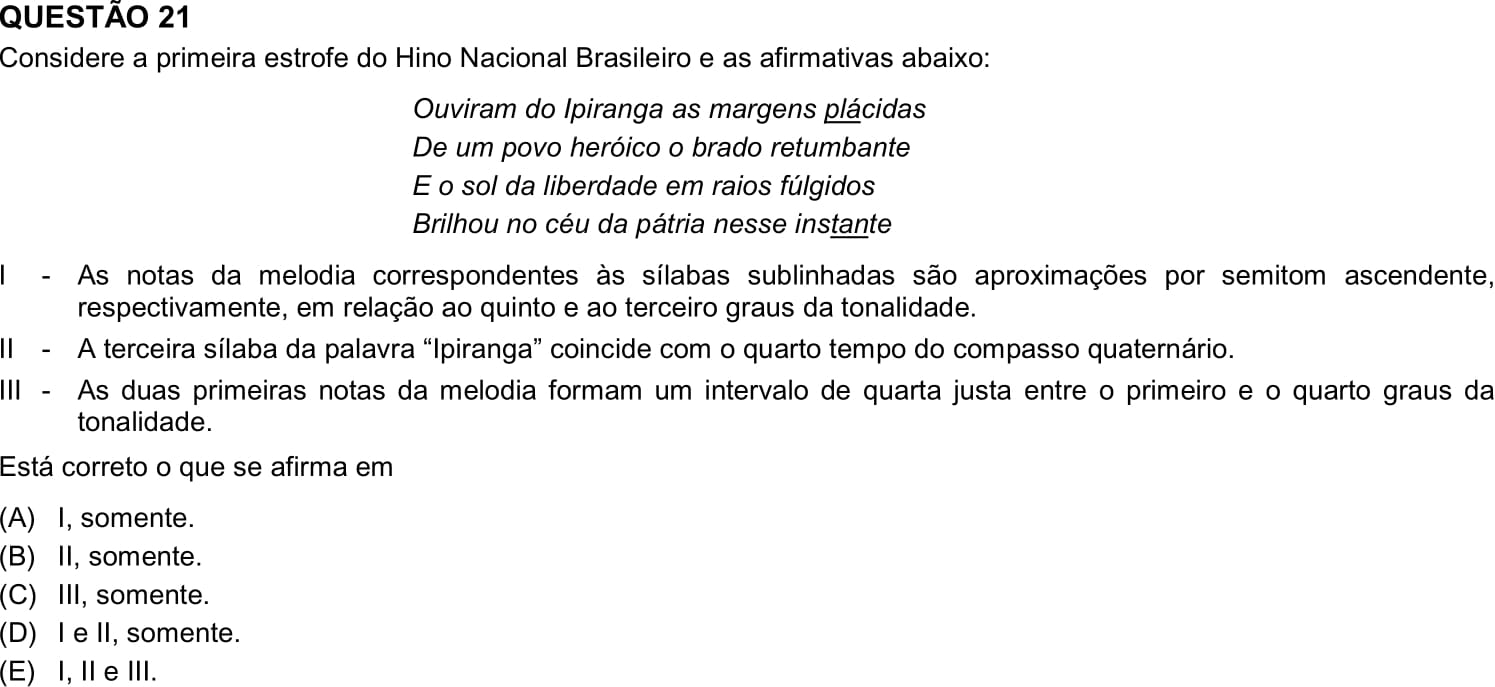 QUESTÃO 21
Considere a primeira estrofe do Hino Nacional Brasileiro e as afirmativas abaixo:
Ouviram do Ipiranga as margens plácidas
De um povo heróico o brado retumbante
E o sol da liberdade em raios fúlgidos
Brilhou no céu da pátria nesse instante
I - As notas da melodia correspondentes às sílabas sublinhadas são aproximações por semitom ascendente,
respectivamente, em relação ao quinto e ao terceiro graus da tonalidade.
II - A terceira sílaba da palavra “Ipiranga” coincide com o quarto tempo do compasso quaternário.
III - As duas primeiras notas da melodia formam um intervalo de quarta justa entre o primeiro e o quarto graus da
tonalidade.
Está correto o que se afirma em
(A) I, somente.
(B) II, somente.
(C) III, somente.
(D) I e II, somente.
(E) I, II e III.